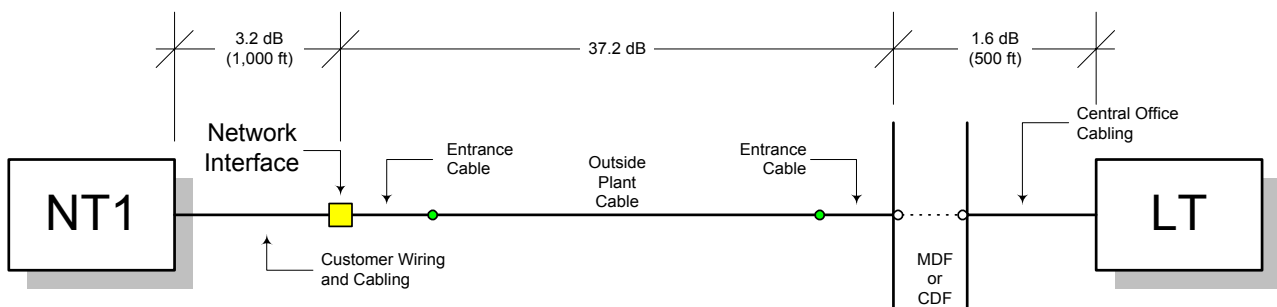 3.2 dB
(1,000 ft)
37.2 dB
1.6 dB
(500 ft)
Network
Interface
Entrance
Cable
Outside
Plant
Cable
Entrance
Cable
Central Office
Cabling
NT1
LT
Customer Wiring
and Cabling
MDF
or
CDF